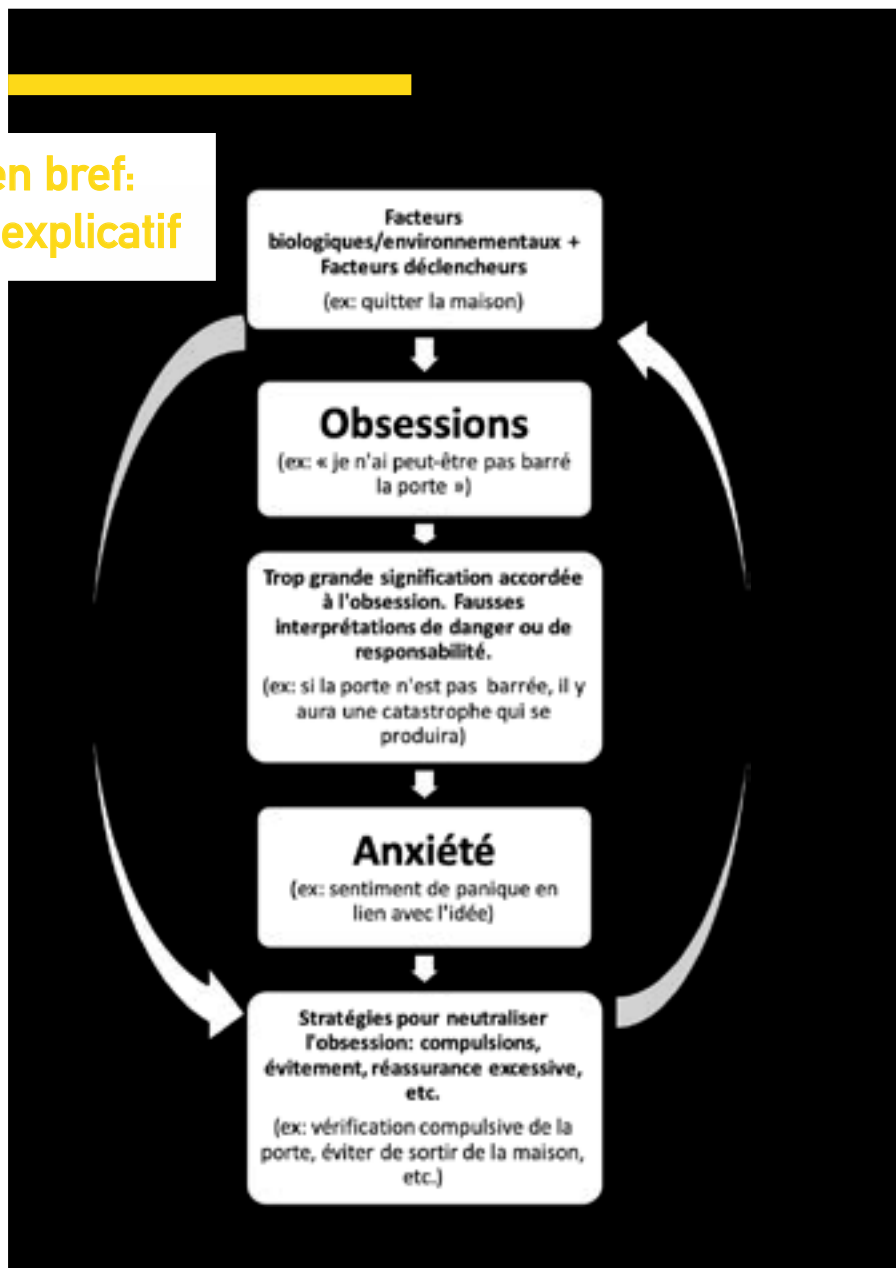 en bref:
explicatif
Facteurs
biologiques/environnementaux +
Facteurs déclencheurs
(ex: quitter la maison)
Obsessions
(ex: « je n'ai peut-être pas barré
la porte »)
Trop grande signification accordée
à l'obsession. Fausses
interprétations de danger ou de
responsabilité.
(ex: si la porte n'est pas barrée, il y
aura une catastrophe qui se
produira)
Anxiété
(ex: sentiment de panique en
lien avec l'idée)
Stratégies pour neutraliser
l'obsession: compulsions,
évitement, réassurance excessive,
etc.
(ex: vérification compulsive de la
porte, éviter de sortir de la maison,
etc.)